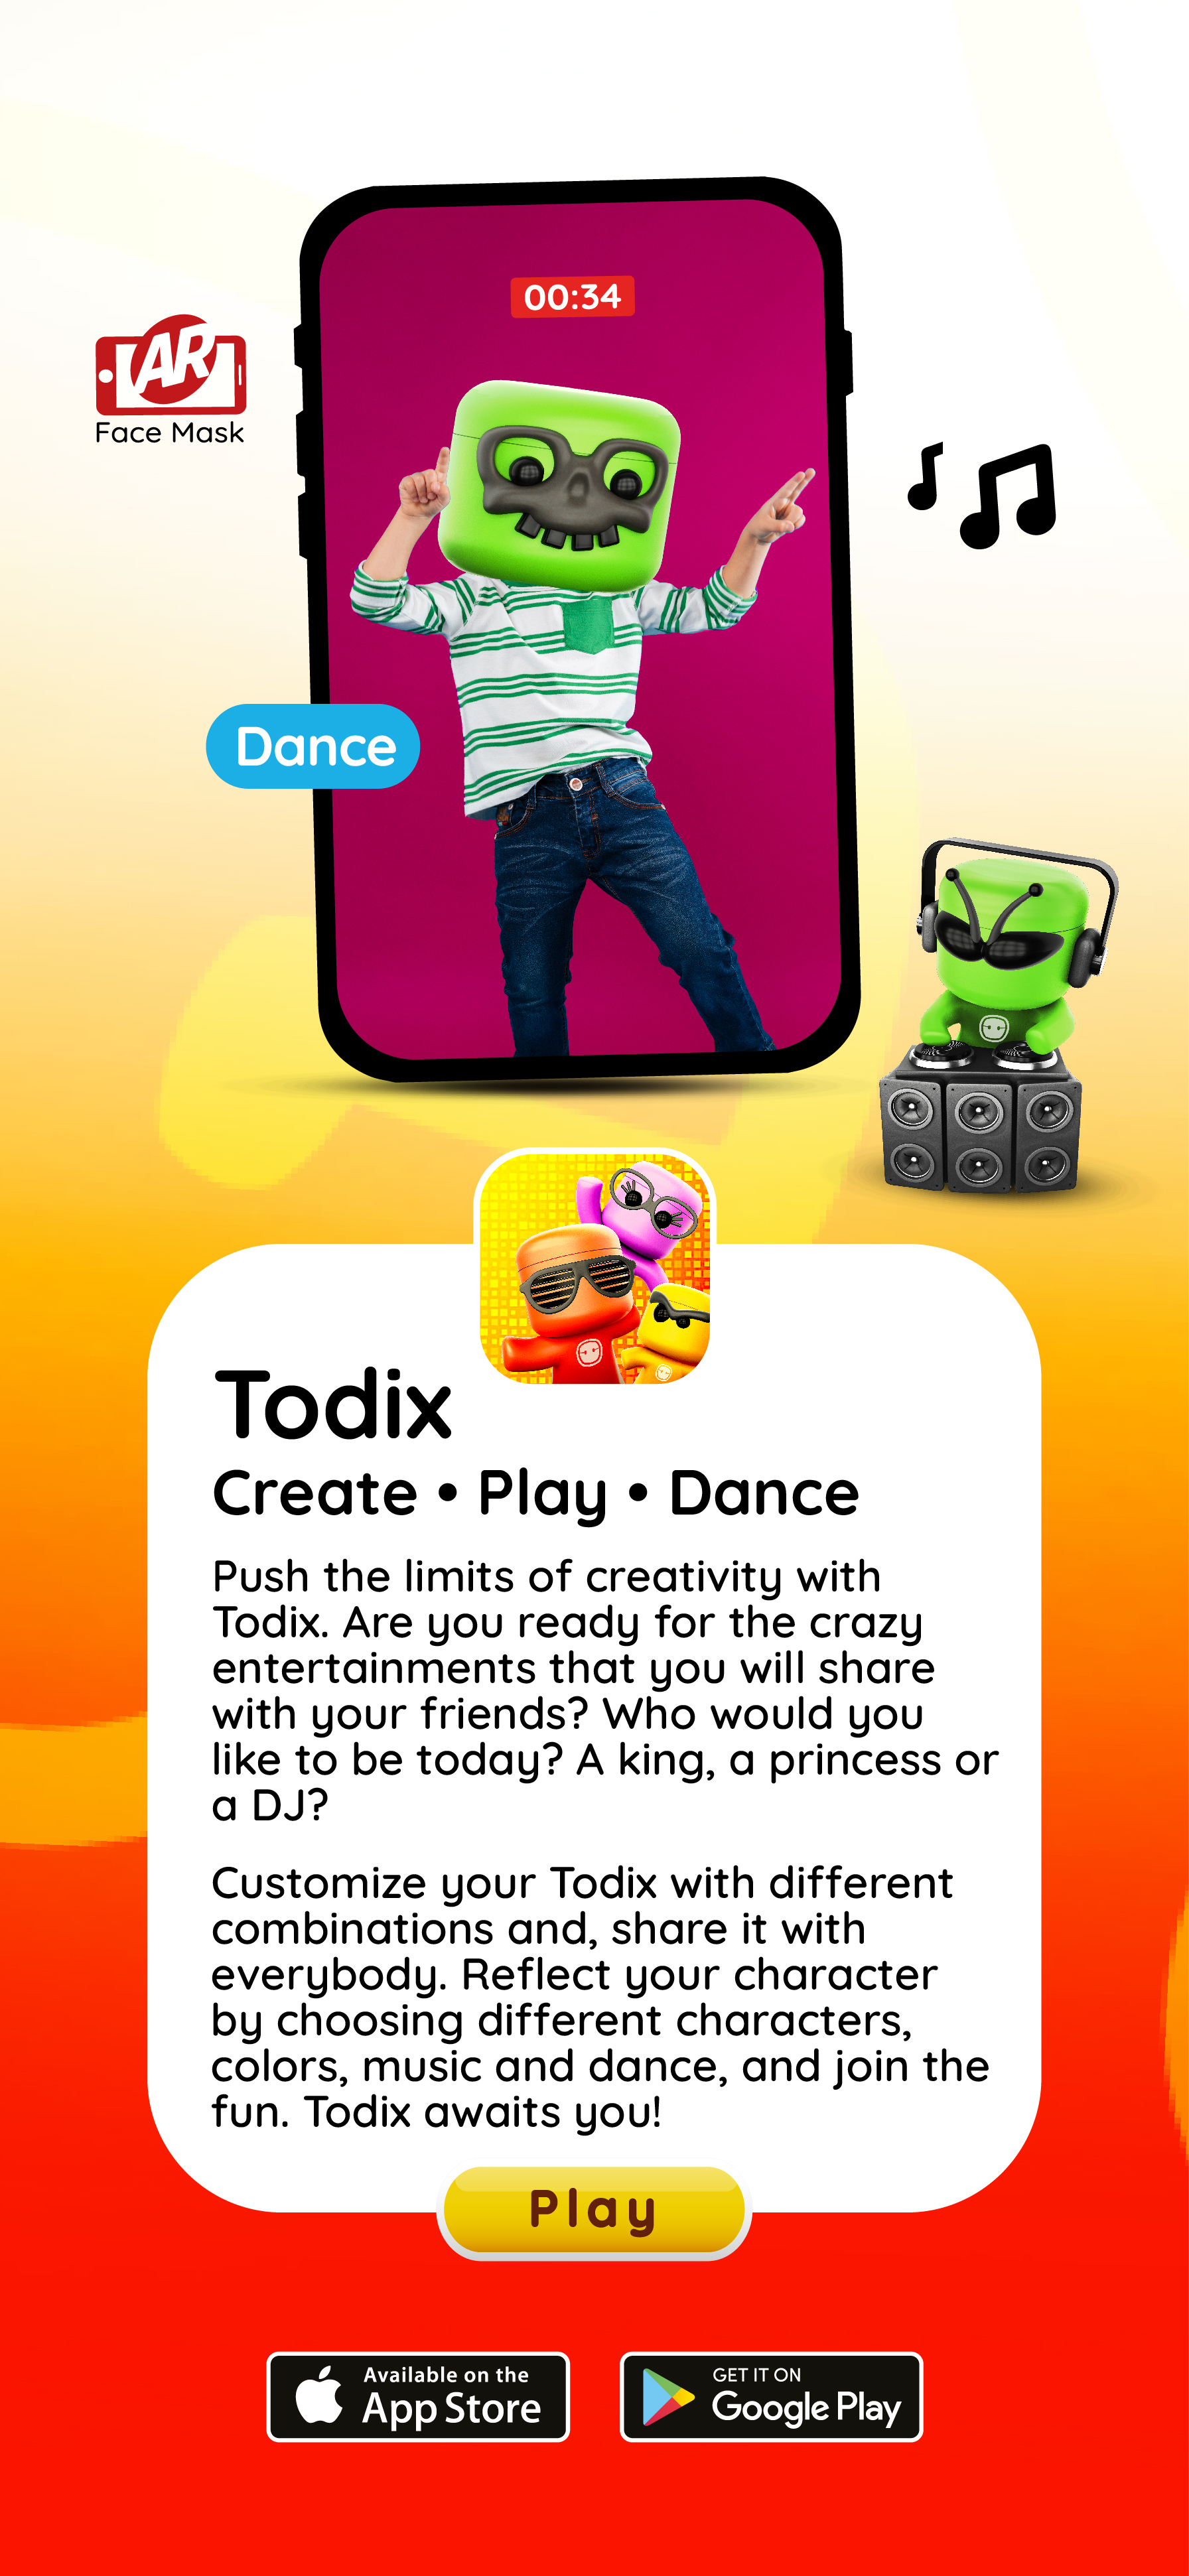 00:34
AR
Face Mask
Dance
Todix
Create • Play • Dance
Push the limits of creativity with
Todix. Are you ready for the crazy
entertainments that you will share
with your friends? Who would you
like to be today? A king, a princess or
a DJ?
Customize your Todix with different
combinations and, share it with
everybody. Reflect your character
by choosing different characters,
colors, music and dance, and join the
fun. Todix awaits you!
Play
Available on the
App Store
GET IT ON
Google Play